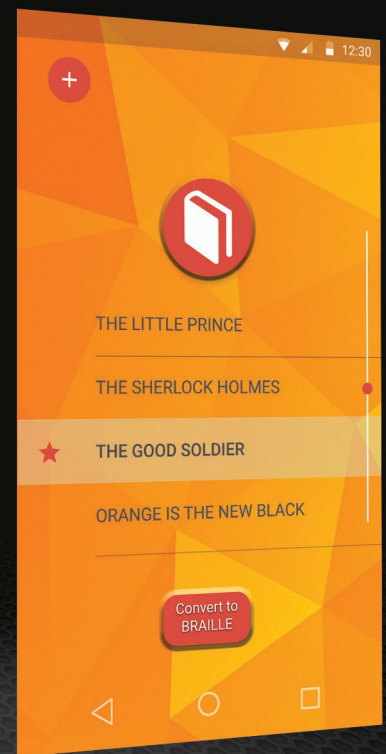 12:30
+
THE LITTLE PRINCE
THE SHERLOCK HOLMES
THE GOOD SOLDIER
ORANGE IS THE NEW BLACK
Convert to
BRAILLE